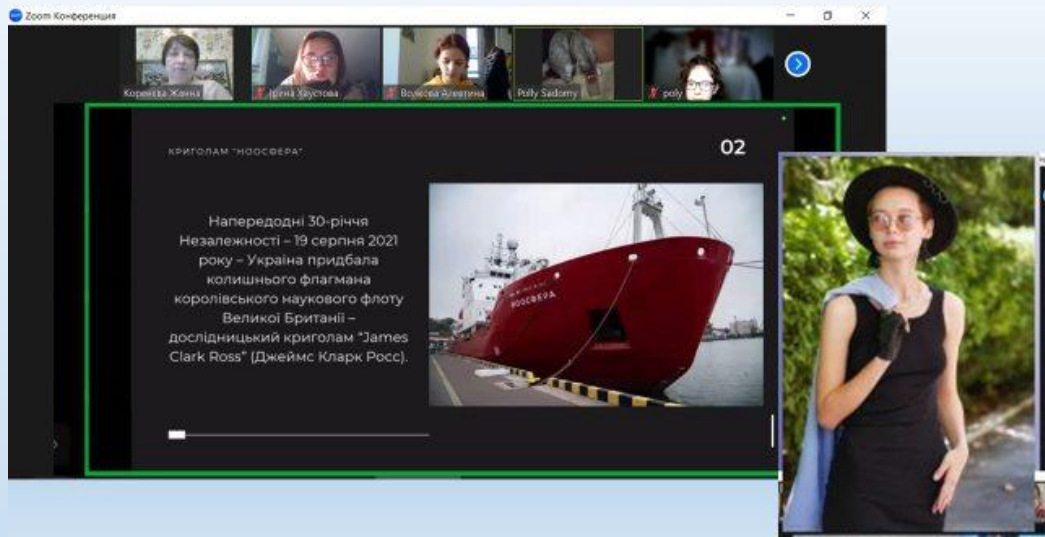 Zoom Конференция
Коренєва Жанна
Ірина Хаустова
Волкова Алевтина
Polly Sadomy
poly
КРИГОЛАМ "НООСФЕРА"
02
Напередодні 30-річчя
Незалежності – 19 серпня 2021
року – Україна придбала
колишнього флагмана
королівського наукового флоту
Великої Британії –
дослідницький криголам "James
Clark Ross" (Джеймс Кларк Росс).
НООСФЕРА